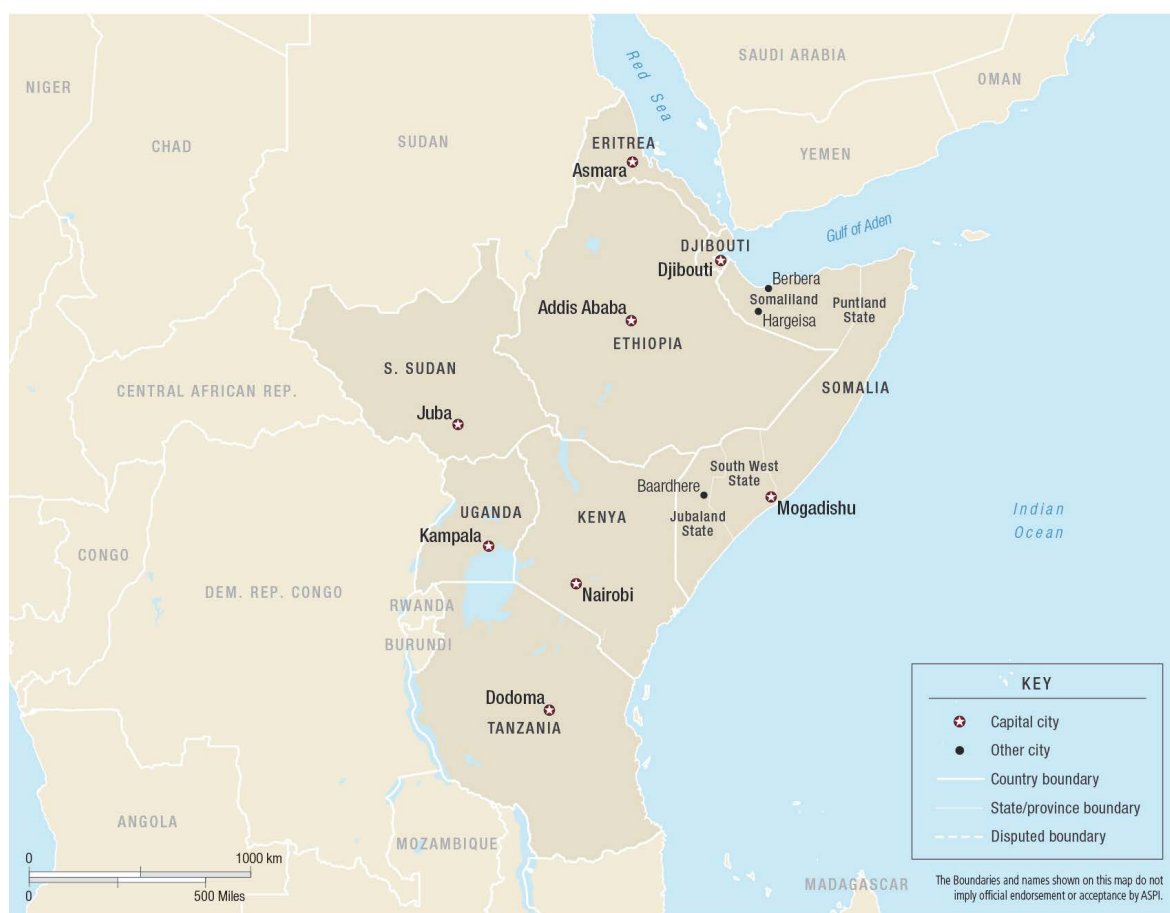 NIGER
CHAD
SUDAN
Red Sea
SAUDI ARABIA
OMAN
YEMEN
ERITREA
Asmara
Gulf of Aden
DJIBOUTI
Djibouti
Berbera
Somaliland
Hargeisa
Puntland
State
Addis Ababa
ETHIOPIA
S. SUDAN
Juba
CENTRAL AFRICAN REP.
SOMALIA
South West
State
Baardhere
Mogadishu
Jubaland
State
UGANDA
Kampala
KENYA
Nairobi
Indian
Ocean
CONGO
DEM. REP. CONGO
RWANDA
BURUNDI
Dodoma
TANZANIA
ANGOLA
MOZAMBIQUE
MADAGASCAR
0 1000 km
0 500 Miles
KEY
Capital city
Other city
Country boundary
State/province boundary
Disputed boundary
The Boundaries and names shown on this map do not
imply official endorsement or acceptance by ASPI.